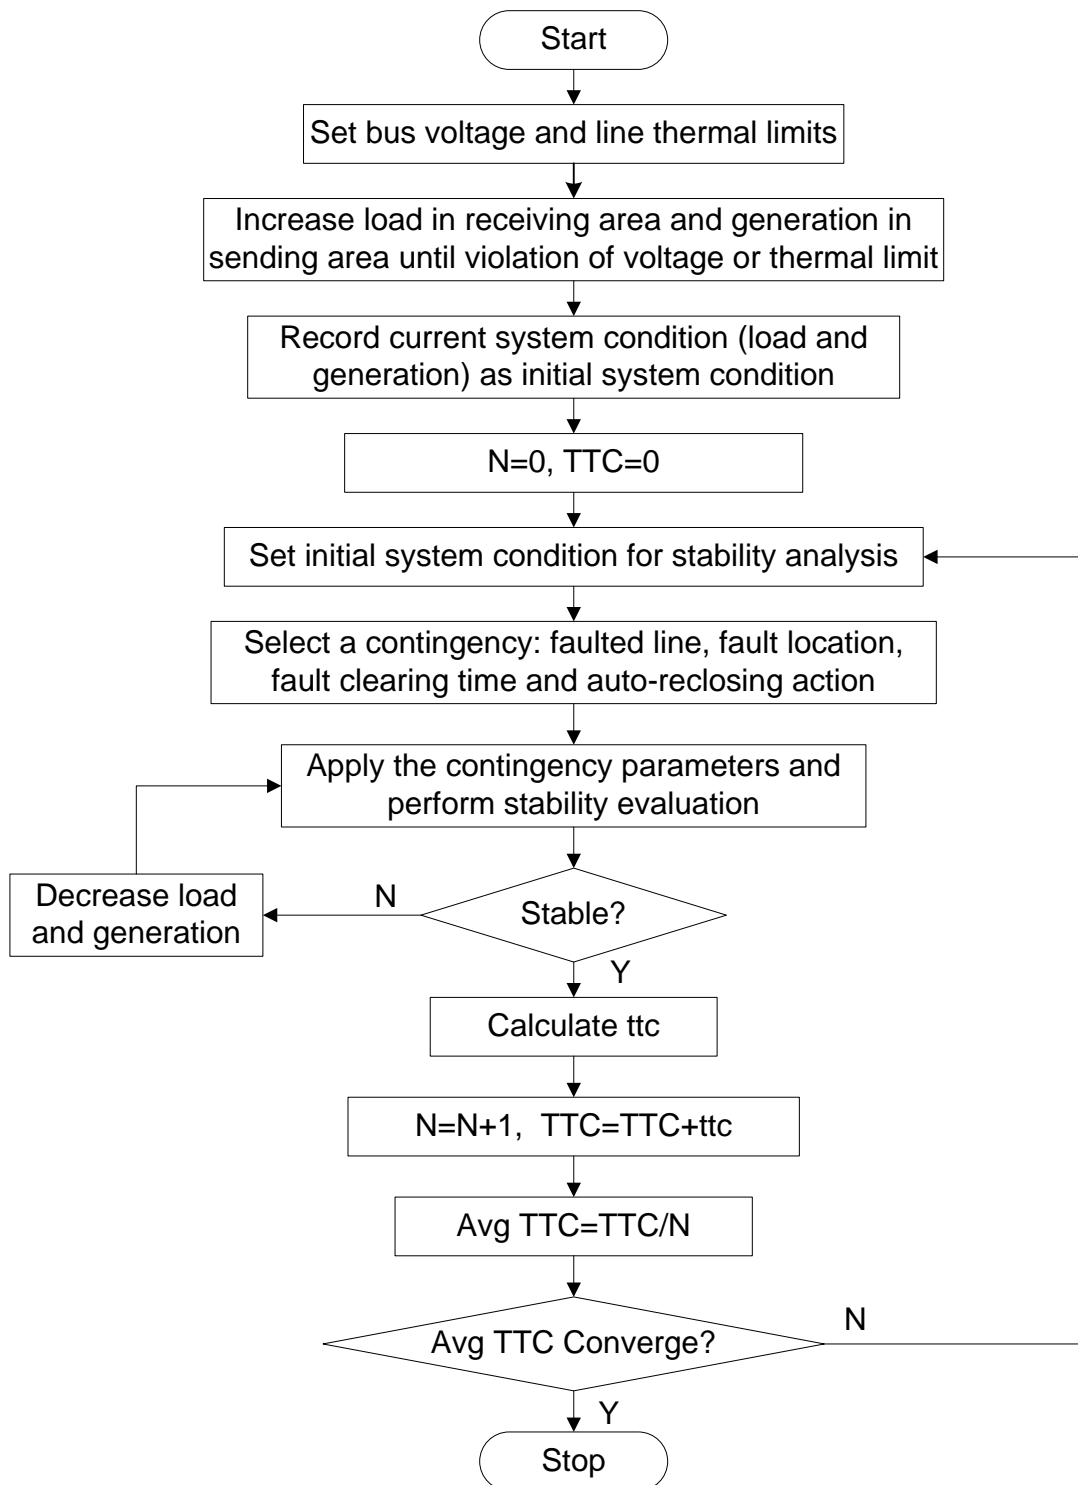 Start
Set bus voltage and line thermal limits
Increase load in receiving area and generation in
sending area until violation of voltage or thermal limit
Record current system condition (load and
generation) as initial system condition
N=0, TTC=0
Set initial system condition for stability analysis
Select a contingency: faulted line, fault location,
fault clearing time and auto-reclosing action
Apply the contingency parameters and
perform stability evaluation
Decrease load
and generation
N
Stable?
Y
Calculate ttc
N=N+1, TTC=TTC+ttc
Avg TTC=TTC/N
Avg TTC Converge?
N
Y
Stop